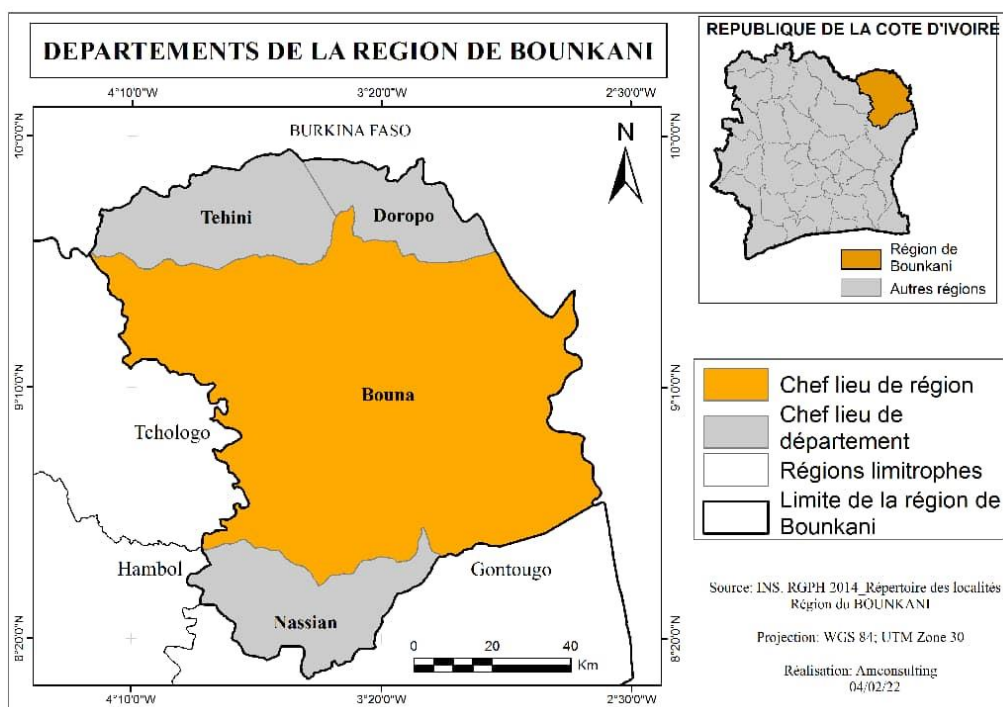 DEPARTEMENTS DE LA REGION DE BOUNKANI
REPUBLIQUE DE LA COTE D'IVOIRE
4°10'0"W 3°20'0"W 2°30'0"W
10°0'0"N
BURKINA FASO
N
10°0'0"N
Tehini
Doropo
Région de
Bounkani
Autres régions
9°10'0"N
Bouna
9°10'0"N
Tchologo
Chef lieu de région
Chef lieu de
département
Régions limitrophes
Limite de la région de
Bounkani
Hambol
Gontougo
Nassian
8°20'0"N
8°20'0"N
0 20 40
Km
4°10'0"W 3°20'0"W 2°30'0"W
Source: INS. RGPH 2014_Répertoire des localités
Région du BOUNKANI
Projection: WGS 84; UTM Zone 30
Réalisation: Amconsulting
04/02/22